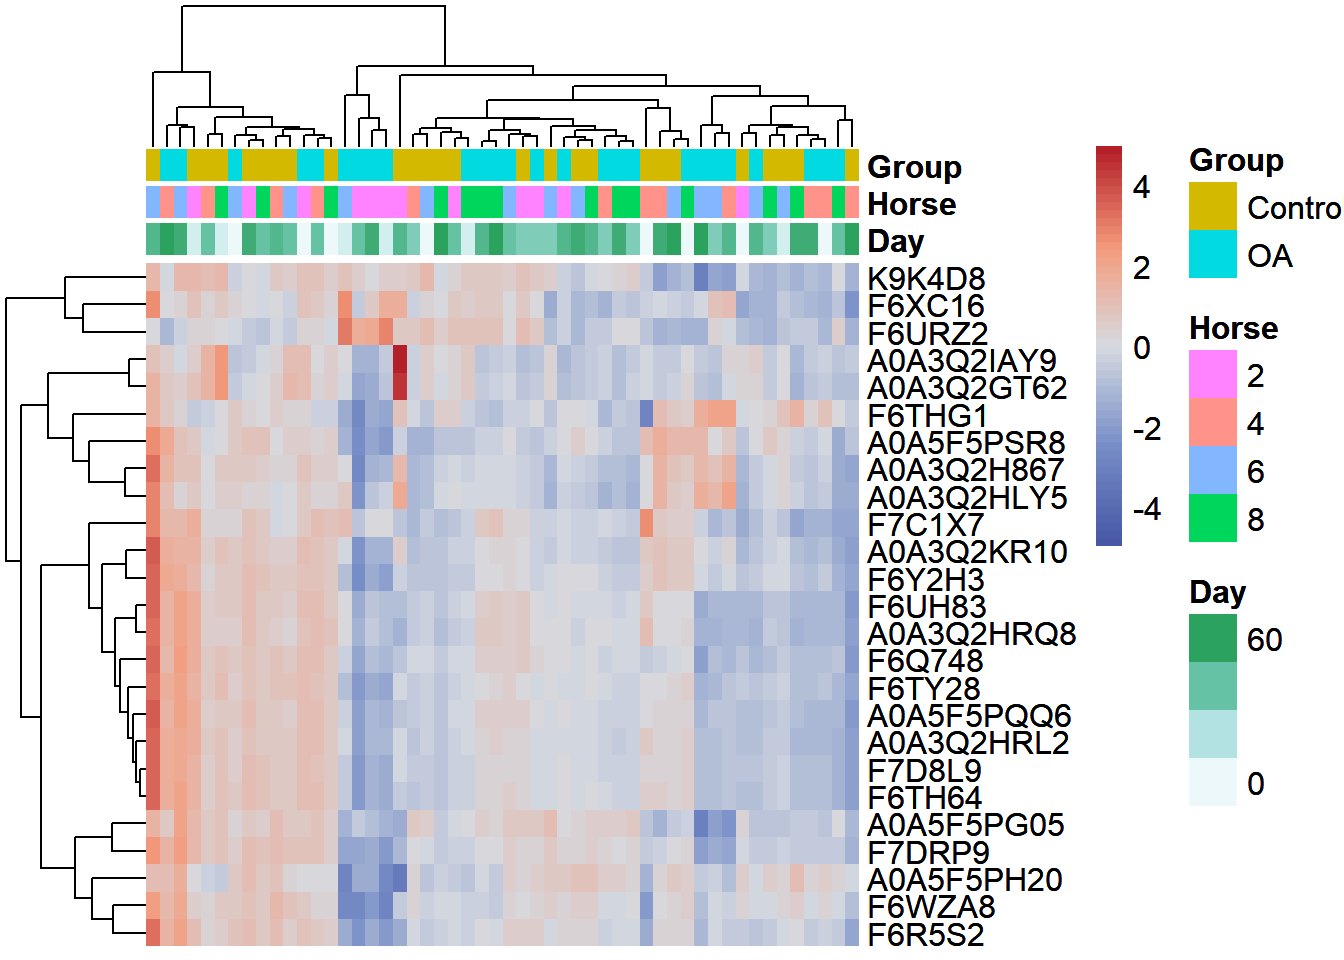 Group
Horse
Day
K9K4D8
F6XC16
F6URZ2
A0A3Q2IAY9
A0A3Q2GT62
F6THG1
A0A5F5PSR8
A0A3Q2H867
A0A3Q2HLY5
F7C1X7
A0A3Q2KR10
F6Y2H3
F6UH83
A0A3Q2HRQ8
F6Q748
F6TY28
A0A5F5PQQ6
A0A3Q2HRL2
F7D8L9
F6TH64
A0A5F5PG05
F7DRP9
A0A5F5PH20
F6WZA8
F6R5S2
4
2
0
-2
-4
Group
Contro
OA
Horse
2
4
6
8
Day
60
0